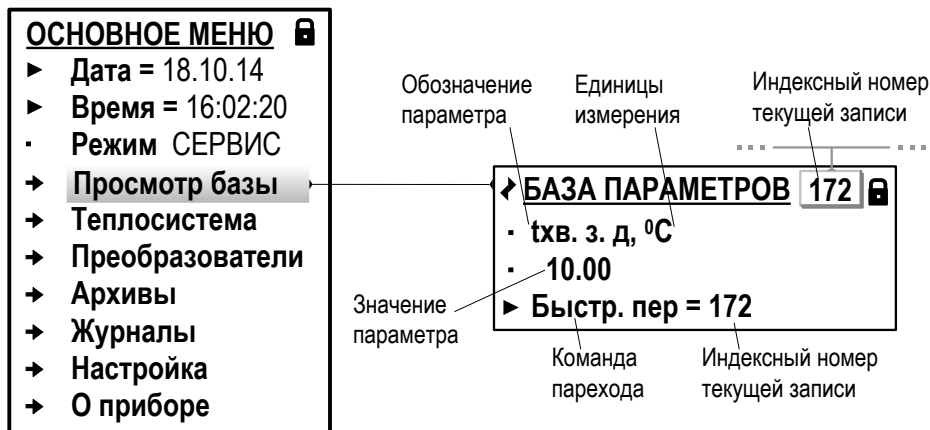 ОСНОВНОЕ МЕНЮ
Дата = 18.10.14
Время = 16:02:20
Режим СЕРВИС
Просмотр базы
Теплосистема
Преобразователи
Архивы
Журналы
Настройка
О приборе
Обозначение
параметра
Единицы
измерения
Индексный номер
текущей записи
БАЗА ПАРАМЕТРОВ 172
tхв. з. д, ⁰С
10.00
Быстр. пер = 172
Значение
параметра
Команда
парехода
Индексный номер
текущей записи